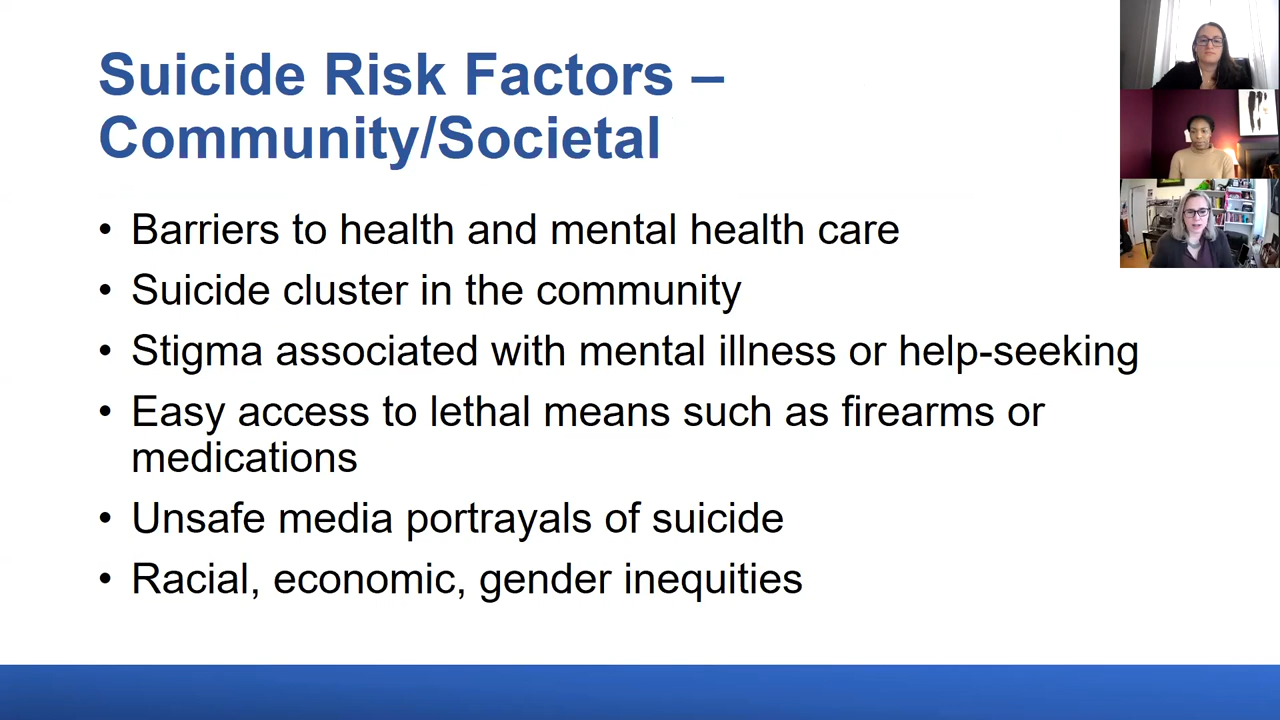 Suicide Risk Factors –
Community/Societal
• Barriers to health and mental health care
• Suicide cluster in the community
• Stigma associated with mental illness or help-seeking
• Easy access to lethal means such as firearms or
medications
• Unsafe media portrayals of suicide
• Racial, economic, gender inequities